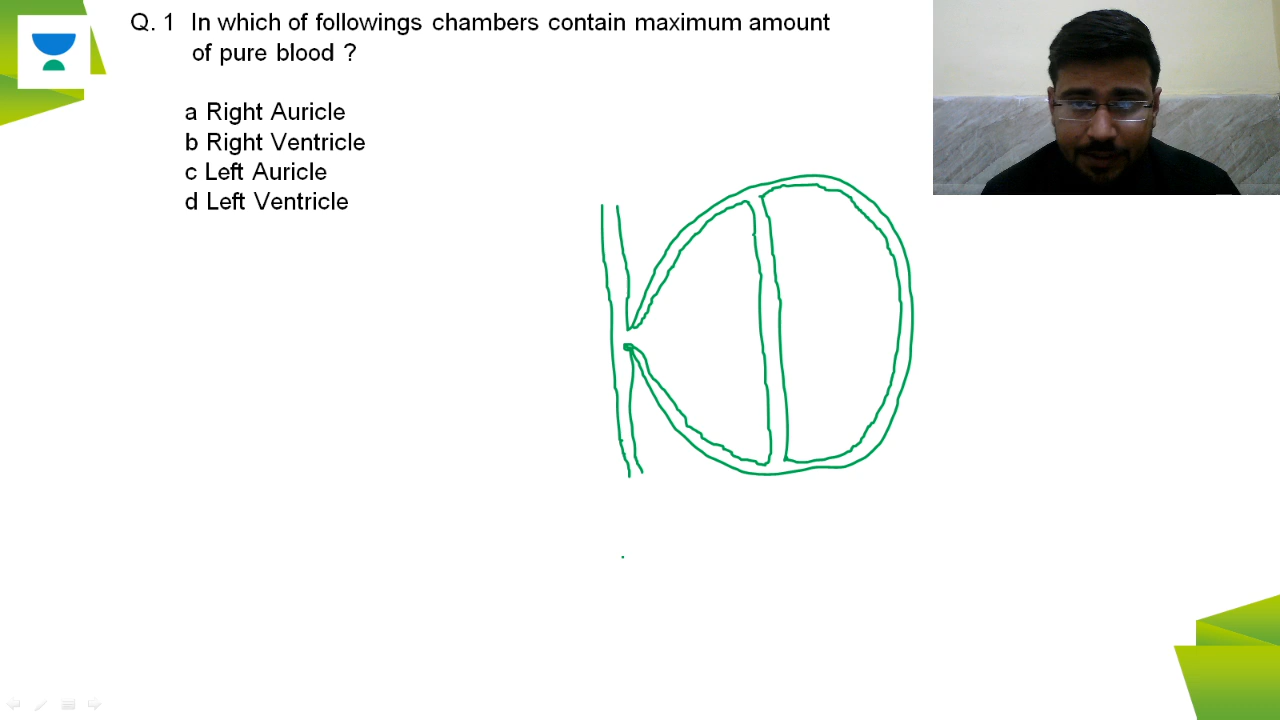 Q. 1 In which of followings chambers contain maximum amount
of pure blood ?
a Right Auricle
b Right Ventricle
c Left Auricle
d Left Ventricle